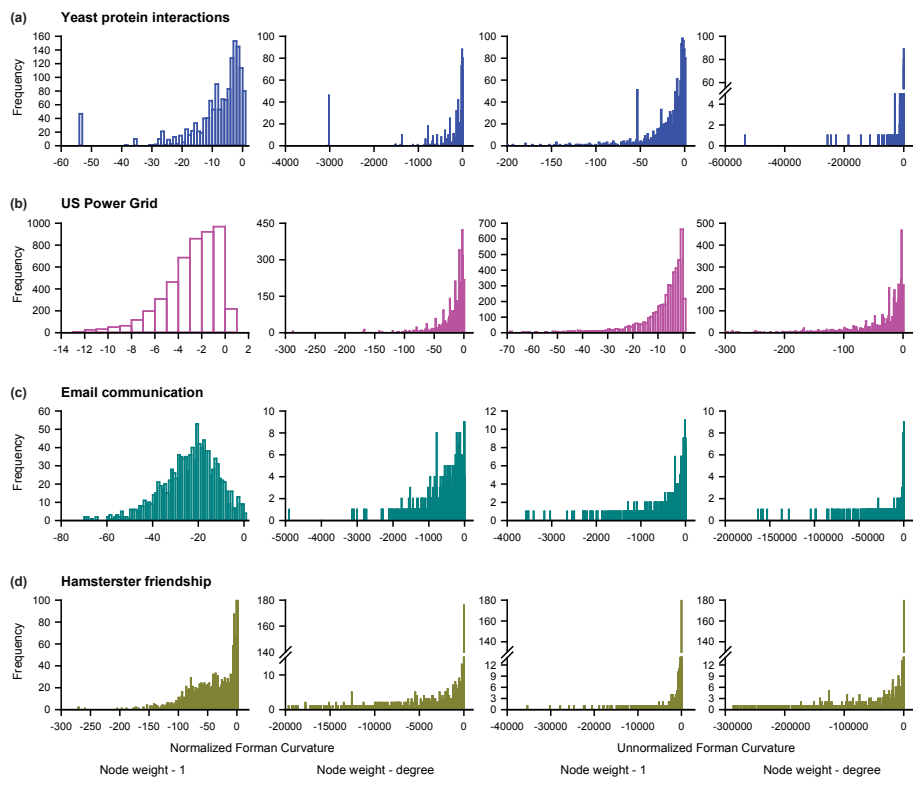 (a) Yeast protein interactions
Frequency
160 140 120 100 80 60 40 20 0
-60 -50 -40 -30 -20 -10 0
100 80 60 40 20 0
-4000 -3000 -2000 -1000 0
100 80 60 40 20 0
-200 -150 -100 -50 0
100 80 60 4 2 0
-60000 -40000 -20000 0
(b) US Power Grid
Frequency
1000 800 600 400 200 0
-14 -12 -10 -8 -6 -4 -2 0 2
450 300 150 0
-300 -250 -200 -150 -100 -50 0
700 600 500 400 300 200 100 0
-70 -60 -50 -40 -30 -20 -10 0
500 400 300 200 100 0
-300 -200 -100 0
(c) Email communication
Frequency
60 50 40 30 20 10 0
-80 -60 -40 -20 0
10 8 6 4 2 0
-5000 -4000 -3000 -2000 -1000 0
12 10 8 6 4 2 0
-4000 -3000 -2000 -1000 0
10 8 6 4 2 0
-200000 -150000 -100000 -50000 0
(d) Hamsterster friendship
Frequency
100 80 60 40 20 0
-300 -250 -200 -150 -100 -50 0
180 160 140 10 0
-20000 -15000 -10000 -5000 0
180 160 140 12 9 6 3 0
-40000 -30000 -20000 -10000 0
180 160 140 12 9 6 3 0
-300000 -200000 -100000 0
Normalized Forman Curvature Unnormalized Forman Curvature
Node weight - 1 Node weight - degree Node weight - 1 Node weight - degree